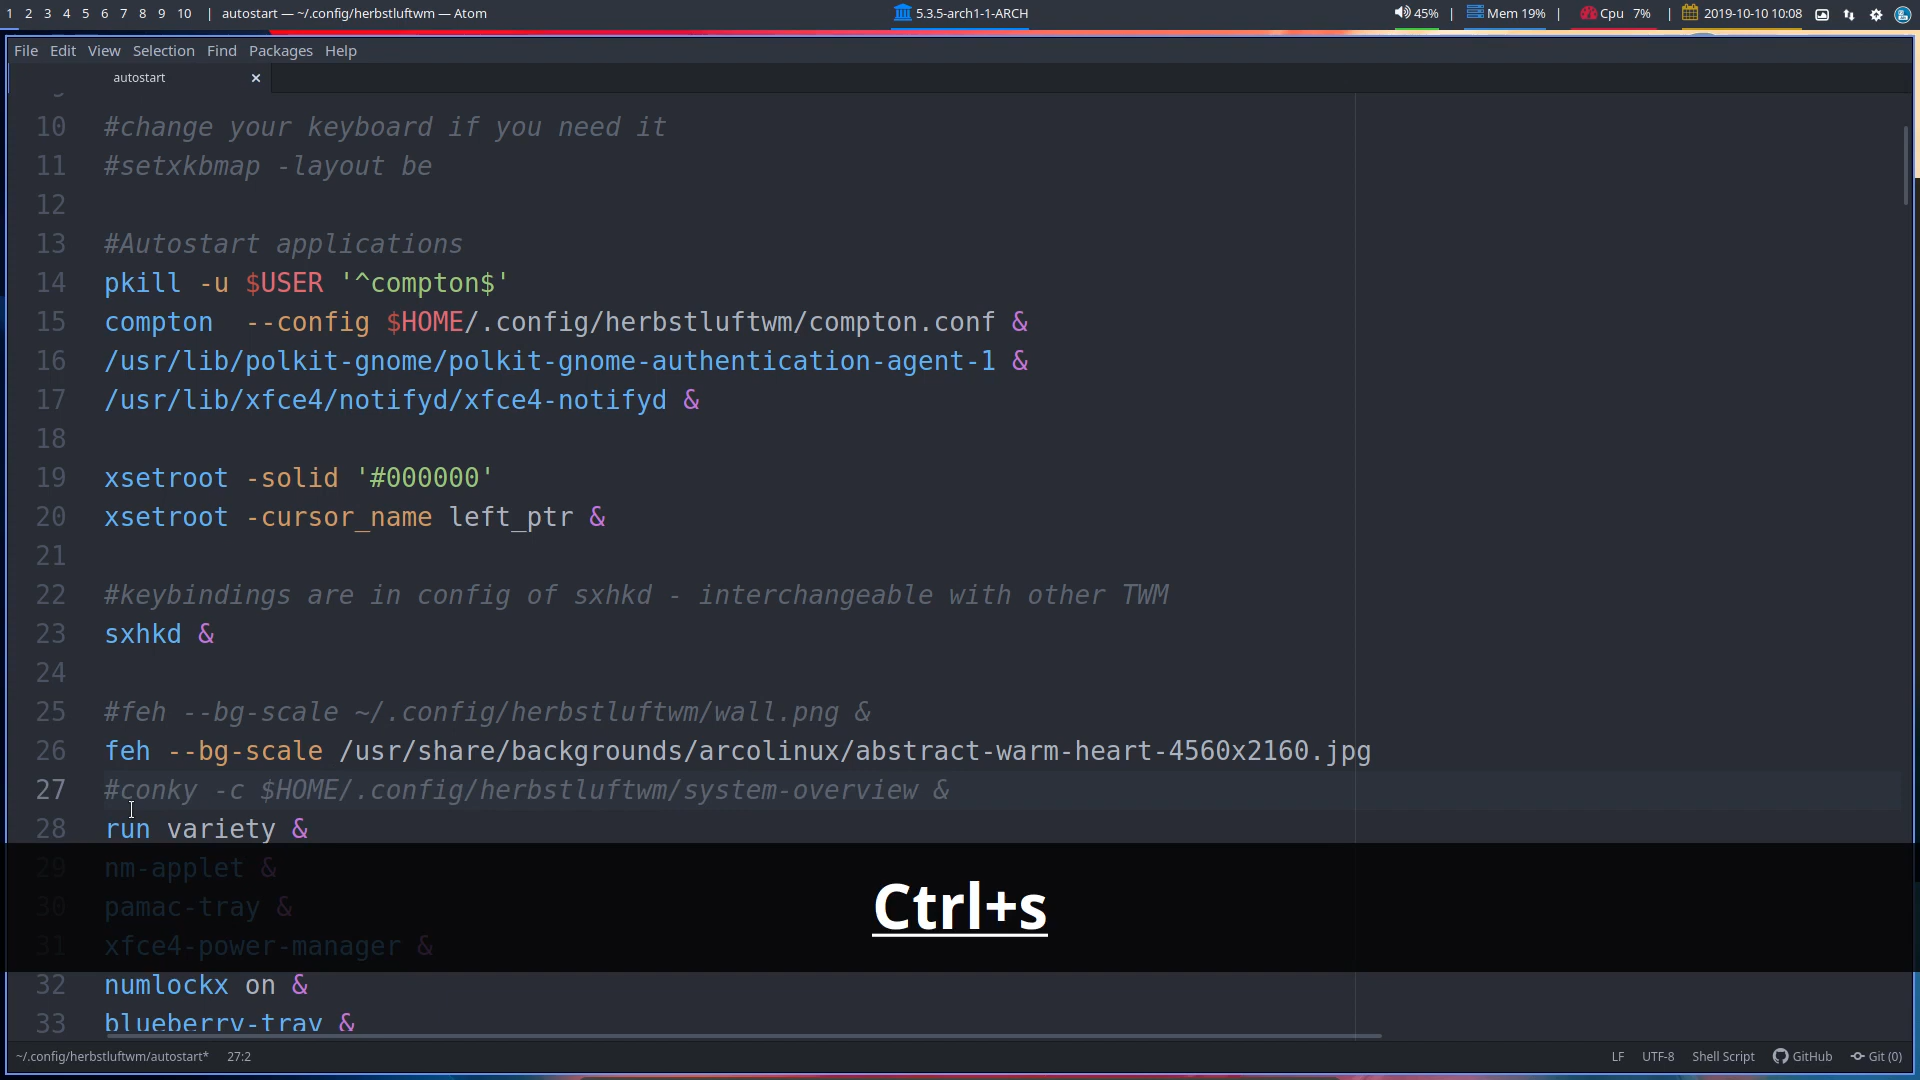 1 2 3 4 5 6 7 8 9 10 | autostart — ~/.config/herbstluftwm — Atom 5.3.5-arch1-1-ARCH 45% | Mem 19% | Cpu 7% | 2019-10-10 10:08
File Edit View Selection Find Packages Help
autostart ×
10 #change your keyboard if you need it
11 #setxkbmap -layout be
12
13 #Autostart applications
14 pkill -u $USER '^compton$'
15 compton  --config $HOME/.config/herbstluftwm/compton.conf &
16 /usr/lib/polkit-gnome/polkit-gnome-authentication-agent-1 &
17 /usr/lib/xfce4/notifyd/xfce4-notifyd &
18
19 xsetroot -solid '#000000'
20 xsetroot -cursor_name left_ptr &
21
22 #keybindings are in config of sxhkd - interchangeable with other TWM
23 sxhkd &
24
25 #feh --bg-scale ~/.config/herbstluftwm/wall.png &
26 feh --bg-scale /usr/share/backgrounds/arcolinux/abstract-warm-heart-4560x2160.jpg
27 #conky -c $HOME/.config/herbstluftwm/system-overview &
28 run variety &
29 nm-applet &
30 pamac-tray &
Ctrl+s
31 xfce4-power-manager &
32 numlockx on &
33 blueberry-tray &
~/.config/herbstluftwm/autostart* 27:2 LF UTF-8 Shell Script GitHub Git (0)